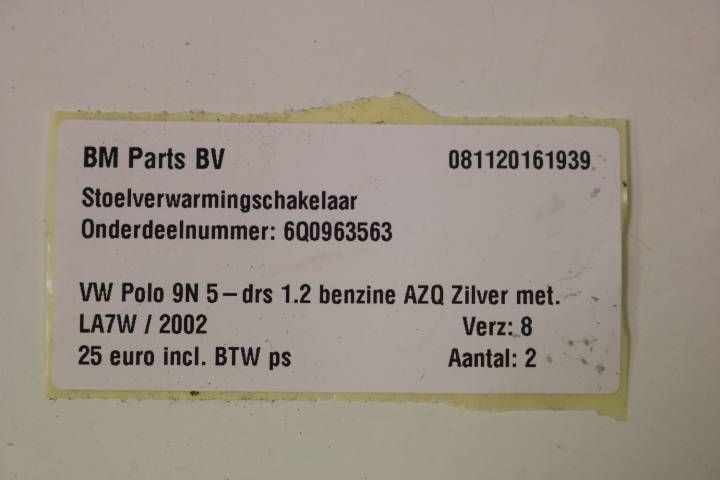 BM Parts BV 081120161939
Stoelverwarmingschakelaar
Onderdeelnummer: 6Q0963563
VW Polo 9N 5-drs 1.2 benzine AZQ Zilver met.
LA7W / 2002 Verz: 8
25 euro incl. BTW ps Aantal: 2